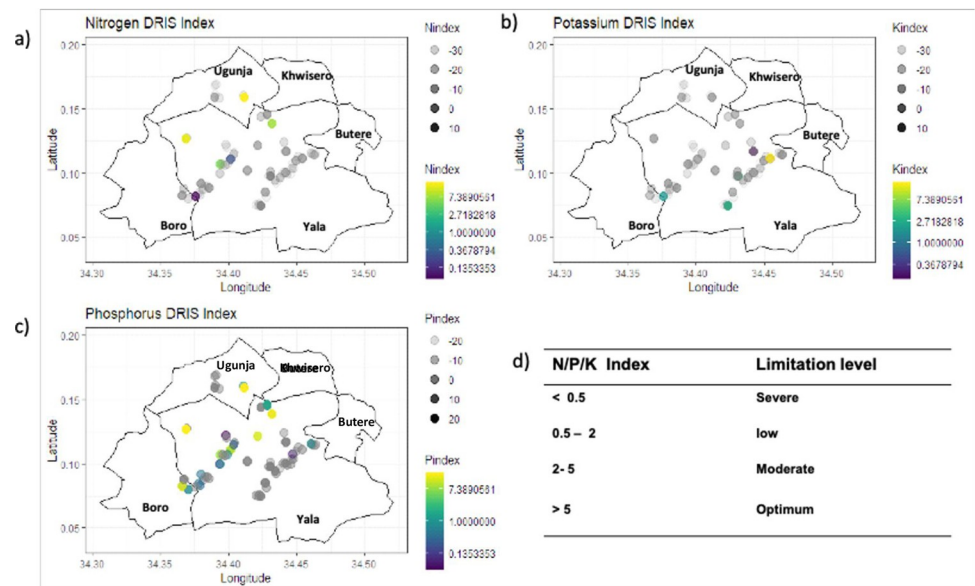 a)
Nitrogen DRIS Index
Latitude
0.20
0.15
0.10
0.05
Ugunja
Khwisero
Butere
Boro
Yala
34.30 34.35 34.40 34.45 34.50
Longitude
Nindex
-30
-20
-10
0
10
Nindex
7.3890561
2.7182818
1.0000000
0.3678794
0.1353353
b)
Potassium DRIS Index
Latitude
0.20
0.15
0.10
0.05
Ugunja
Khwisero
Butere
Boro
Yala
34.30 34.35 34.40 34.45 34.50
Longitude
Kindex
-30
-20
-10
0
10
Kindex
7.3890561
2.7182818
1.0000000
0.3678794
c)
Phosphorus DRIS Index
Latitude
0.20
0.15
0.10
0.05
Ugunja
Butere
Boro
Yala
34.30 34.35 34.40 34.45 34.50
Longitude
Pindex
-20
-10
0
10
20
Pindex
7.3890561
1.0000000
0.1353353
d)
N/P/K Index Limitation level
< 0.5 Severe
0.5 – 2 low
2- 5 Moderate
> 5 Optimum